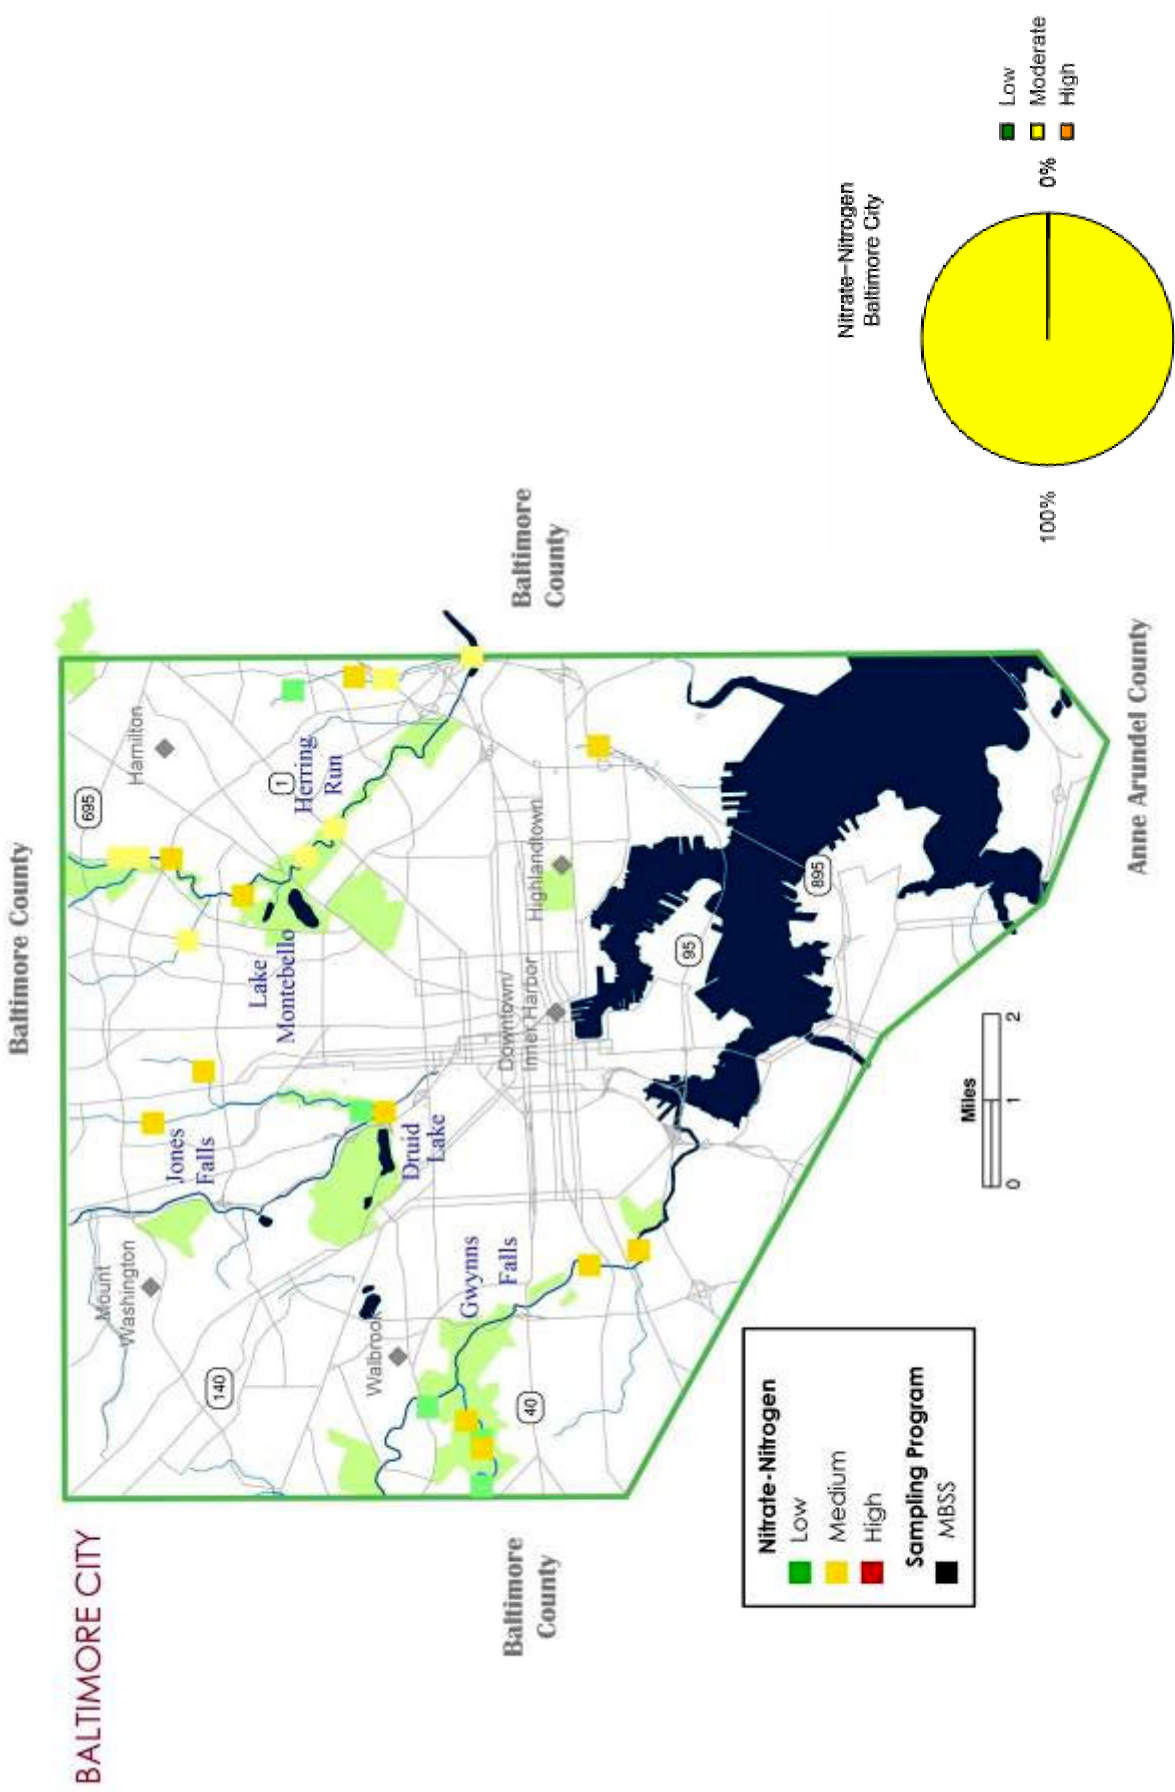 BALTIMORE CITY
Baltimore County
695
Hamilton
Mount
Washington
Jones
Falls
1
Herring
Run
140
Lake
Montebello
Druid
Lake
Walbrook
Gwynns
Falls
40
Downtown/
Inner Harbor
Highlandtown
Baltimore
County
Baltimore
County
95
895
Anne Arundel County
Miles
0
1
2
Nitrate-Nitrogen
Low
Medium
High
Sampling Program
MBSS
Nitrate-Nitrogen
Baltimore City
100%
0%
Low
Moderate
High